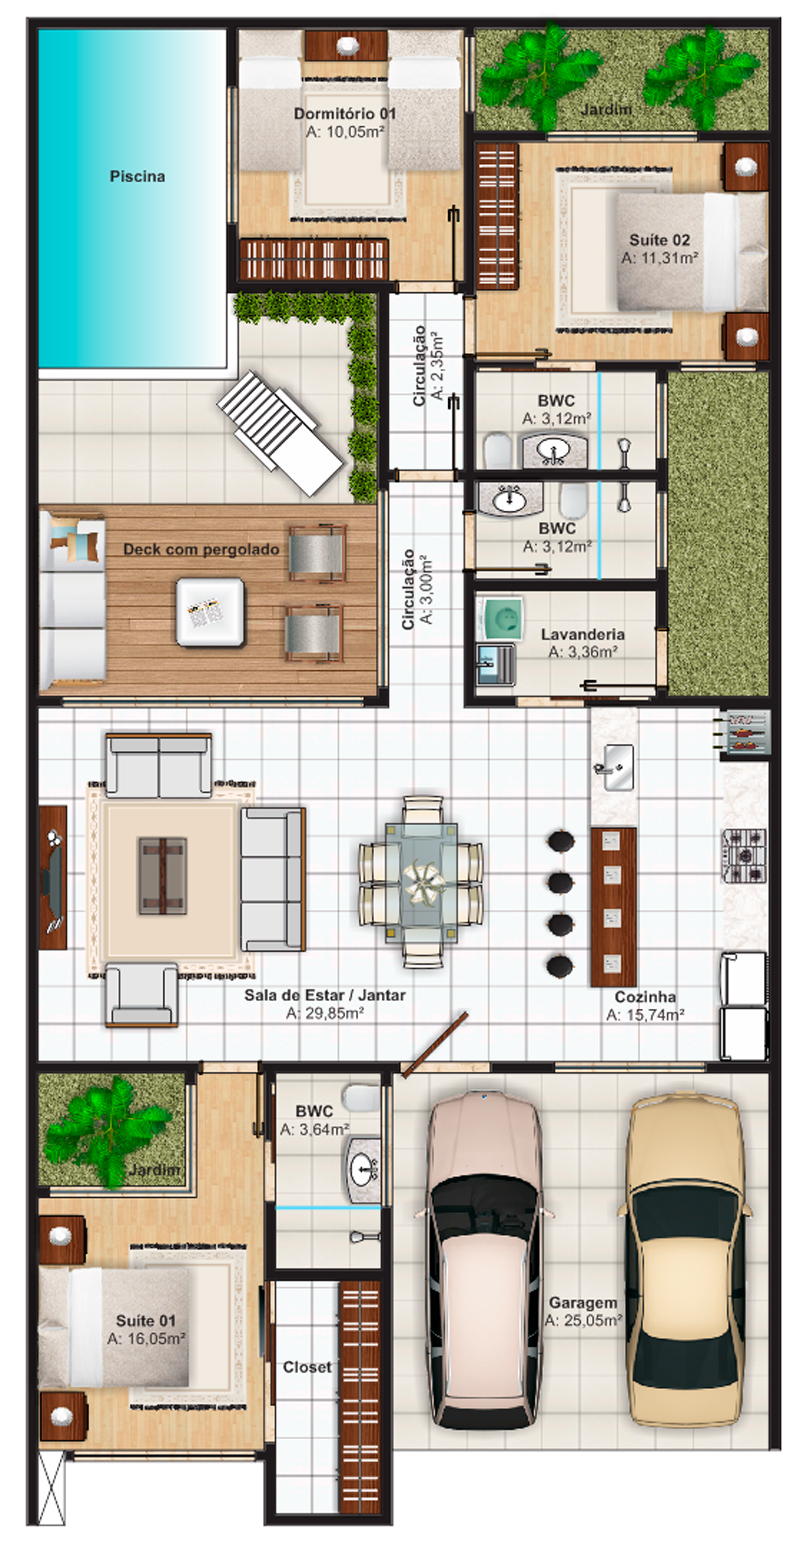 Piscina
Dormitório 01
A: 10,05m²
Jardim
Suíte 02
A: 11,31m²
Circulação
A: 2,35m²
BWC
A: 3,12m²
BWC
A: 3,12m²
Deck com pergolado
Circulação
A: 3,00m²
Lavanderia
A: 3,36m²
Sala de Estar / Jantar
A: 29,85m²
Cozinha
A: 15,74m²
Jardim
BWC
A: 3,64m²
Suíte 01
A: 16,05m²
Closet
Garagem
A: 25,05m²